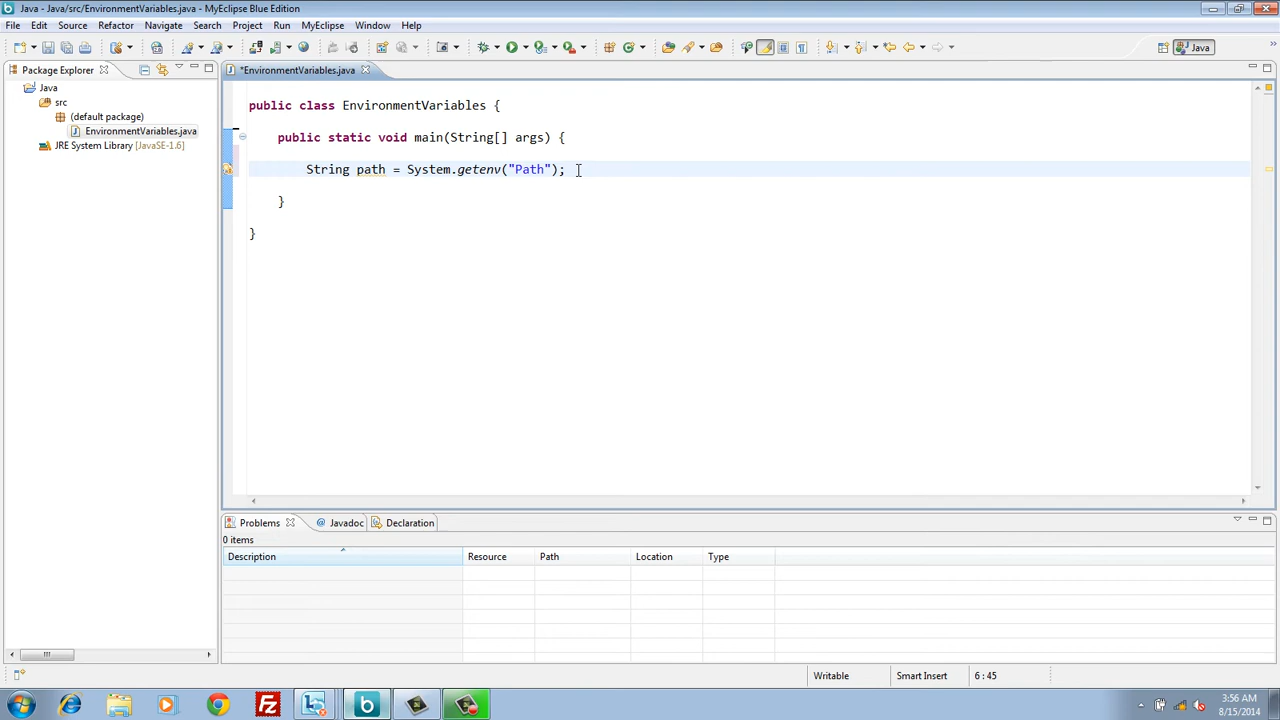 Java - Java/src/EnvironmentVariables.java - MyEclipse Blue Edition
File Edit Source Refactor Navigate Search Project Run MyEclipse Window Help
Java
Package Explorer
*EnvironmentVariables.java
Java
src
(default package)
EnvironmentVariables.java
JRE System Library [JavaSE-1.6]
public class EnvironmentVariables {
public static void main(String[] args) {
String path = System.getenv("Path");
}
}
Problems Javadoc Declaration
0 items
Description Resource Path Location Type
Writable Smart Insert 6 : 45
3:56 AM
8/15/2014